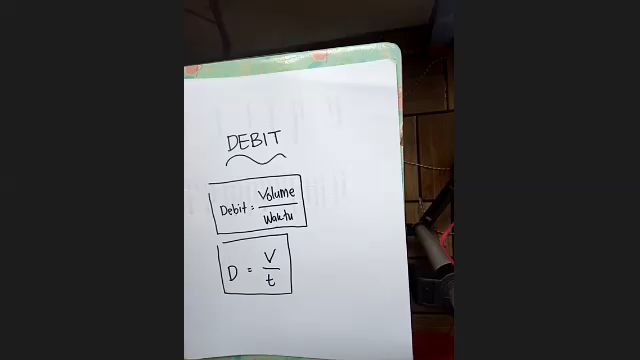 DEBIT
Debit = Volume / Waktu
D = V / t